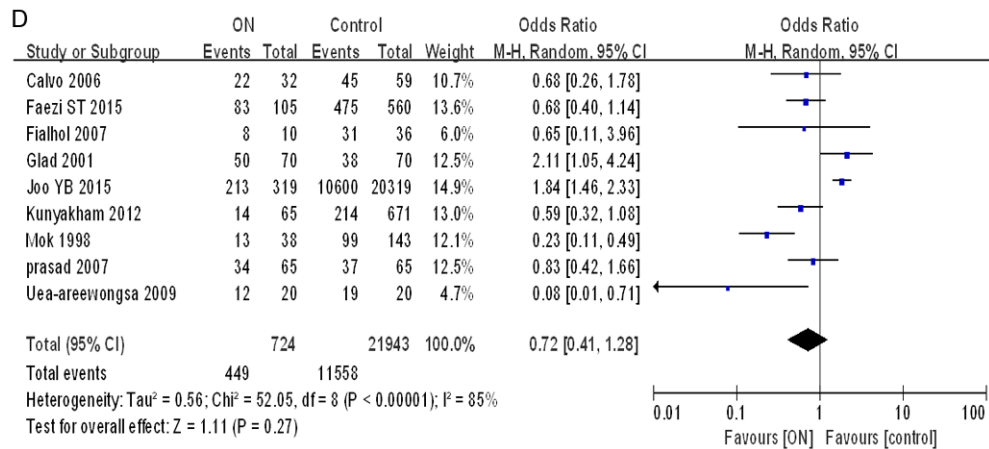 D
ON Control Odds Ratio Odds Ratio
Study or Subgroup Events Total Events Total Weight M-H, Random, 95% CI M-H, Random, 95% CI
Calvo 2006 22 32 45 59 10.7% 0.68 [0.26, 1.78]
Faezi ST 2015 83 105 475 560 13.6% 0.68 [0.40, 1.14]
Fialhol 2007 8 10 31 36 6.0% 0.65 [0.11, 3.96]
Glad 2001 50 70 38 70 12.5% 2.11 [1.05, 4.24]
Joo YB 2015 213 319 10600 20319 14.9% 1.84 [1.46, 2.33]
Kunyakham 2012 14 65 214 671 13.0% 0.59 [0.32, 1.08]
Mok 1998 13 38 99 143 12.1% 0.23 [0.11, 0.49]
prasad 2007 34 65 37 65 12.5% 0.83 [0.42, 1.66]
Uea-areewongsa 2009 12 20 19 20 4.7% 0.08 [0.01, 0.71]
Total (95% CI) 724 21943 100.0% 0.72 [0.41, 1.28]
Total events 449 11558
Heterogeneity: Tau² = 0.56; Chi² = 52.05, df = 8 (P < 0.00001); I² = 85%
Test for overall effect: Z = 1.11 (P = 0.27)
0.01 0.1 1 10 100
Favours [ON] Favours [control]